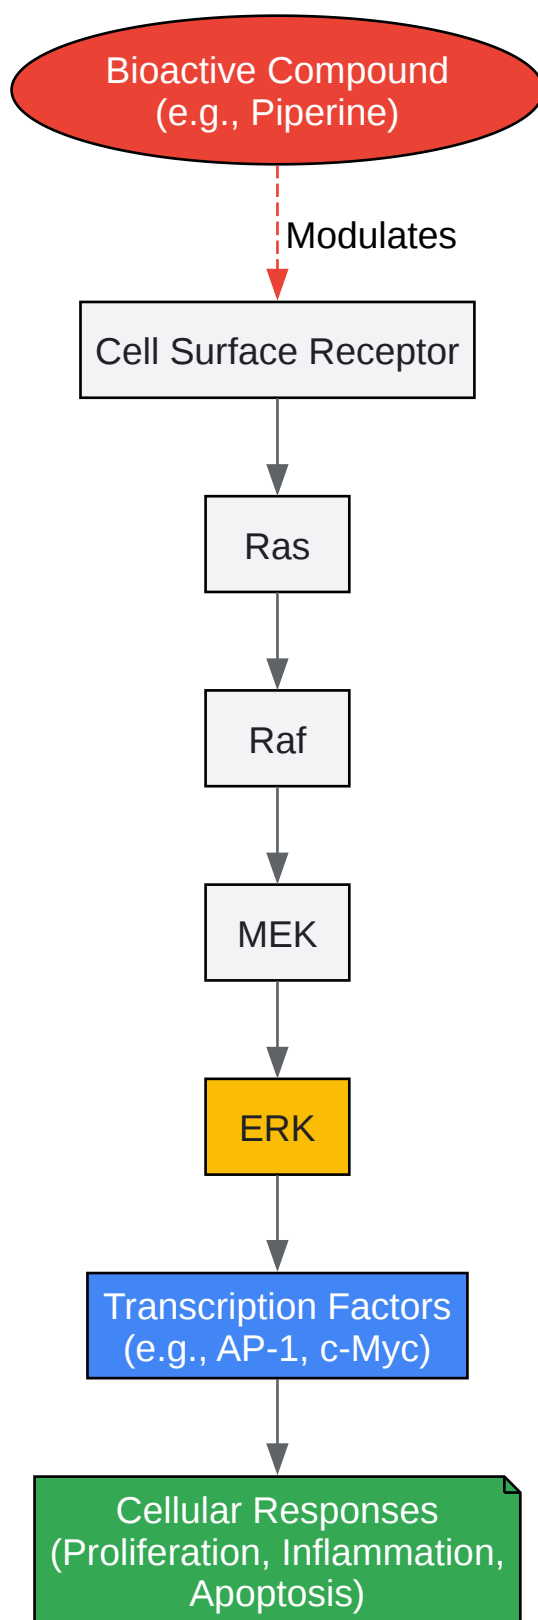 Bioactive Compound
(e.g., Piperine)
Modulates
Cell Surface Receptor
Ras
Raf
MEK
ERK
Transcription Factors
(e.g., AP-1, c-Myc)
Cellular Responses
(Proliferation, Inflammation,
Apoptosis)